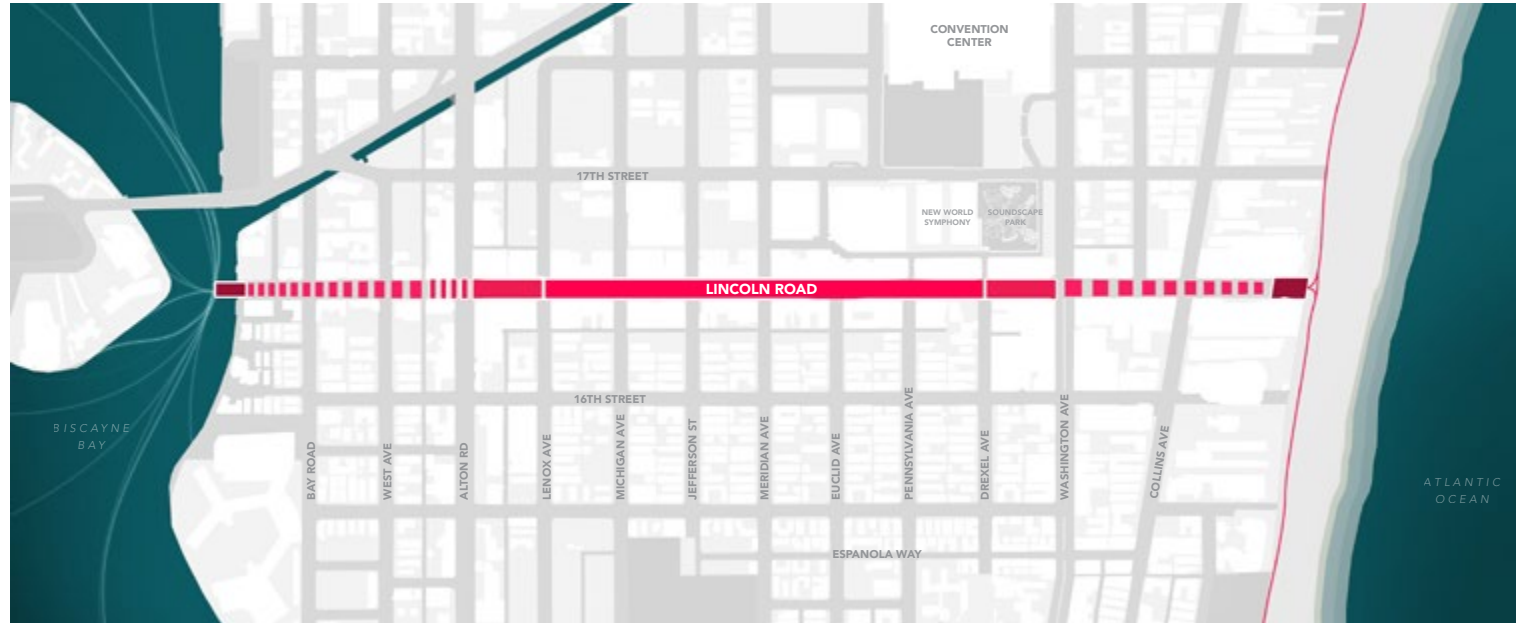 CONVENTION
CENTER
17TH STREET
NEW WORLD
SYMPHONY
SOUNDSCAPE
PARK
LINCOLN ROAD
16TH STREET
BISCAYNE
BAY
BAY ROAD
WEST AVE
ALTON RD
LENOX AVE
MICHIGAN AVE
JEFFERSON ST
MERIDIAN AVE
EUCLID AVE
PENNSYLVANIA AVE
DREXEL AVE
WASHINGTON AVE
COLLINS AVE
ATLANTIC
OCEAN
ESPANOLA WAY